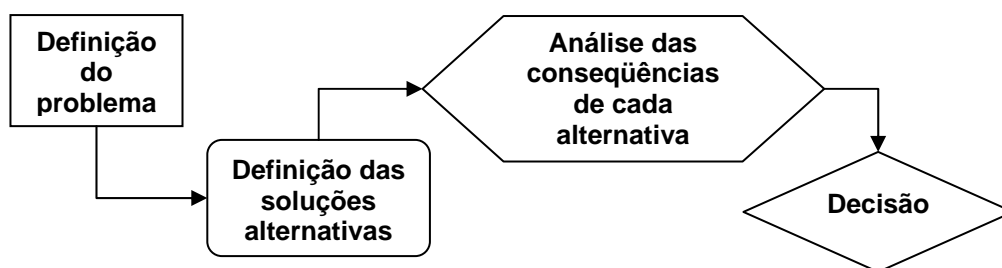 Definição
do
problema
Definição das
soluções
alternativas
Análise das
conseqüências
de cada
alternativa
Decisão